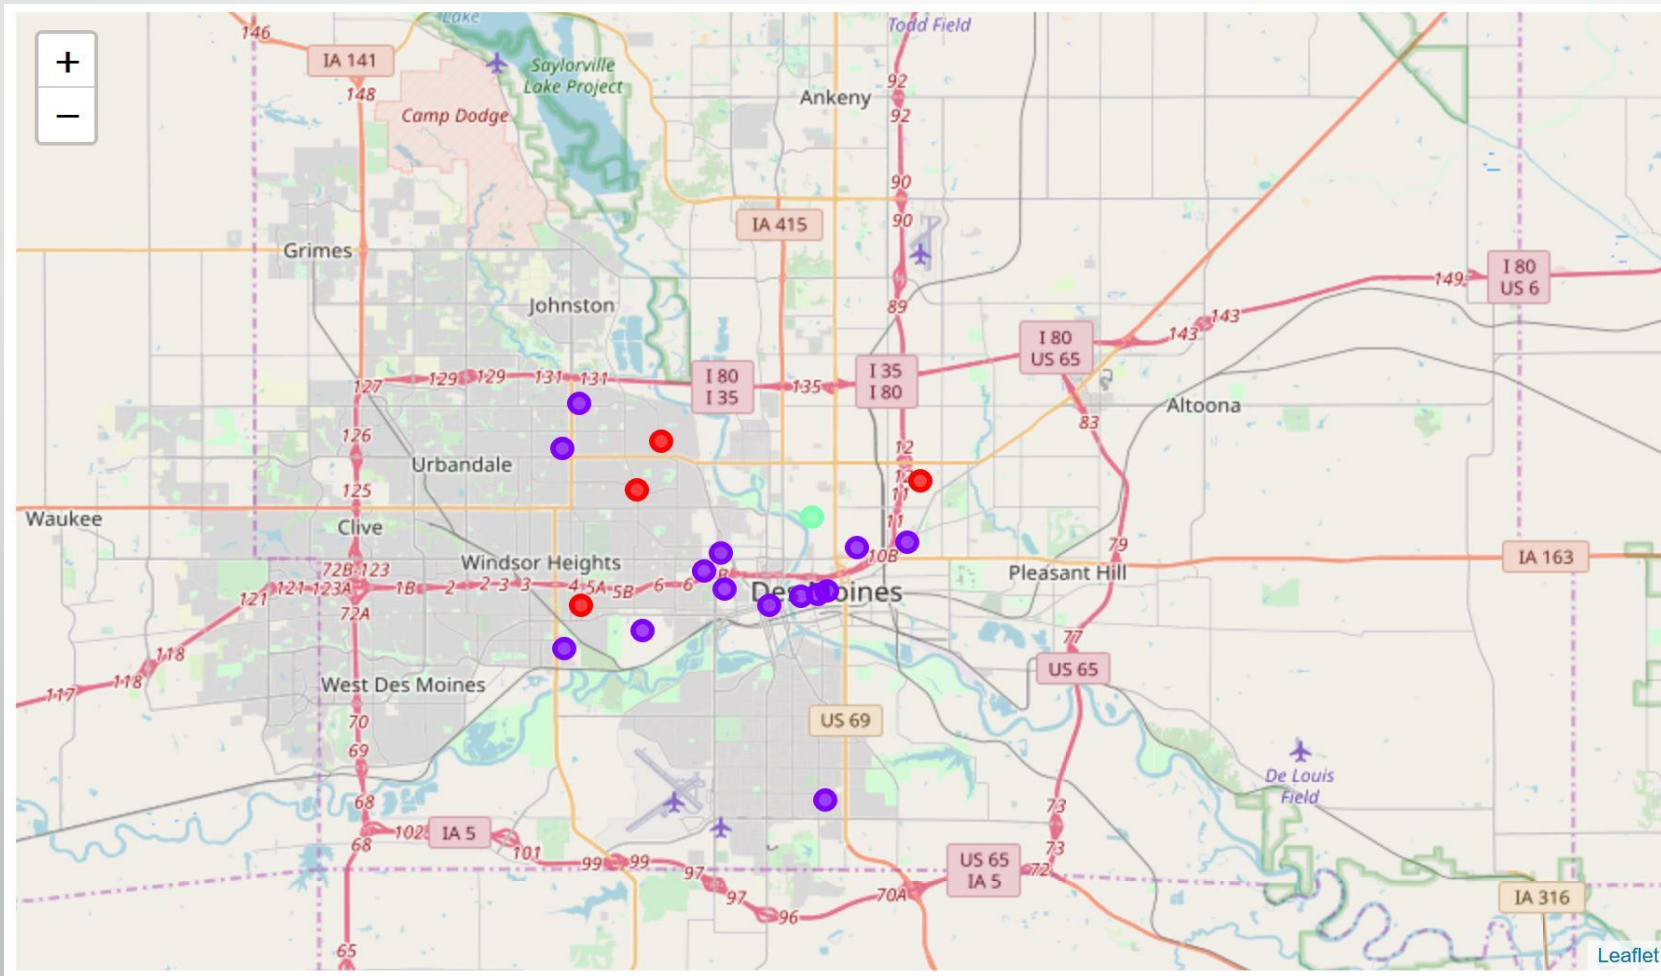 Lake
Todd Field
146
+
IA 141
Saylorville
Lake Project
−
148
92
Ankeny
Camp Dodge
92
90
90
IA 415
Grimes
I 80
US 6
149
Johnston
89
143
143
I 80
US 65
127
129
129
131
131
I 80
I 35
135
I 35
I 80
Altoona
83
126
12
Urbandale
125
11
Waukee
Clive
11
79
IA 163
10B
Windsor Heights
Pleasant Hill
72B
123
121
121
123A
1B
2
2
3
3
4
5A
5B
6
6
Des Moines
72A
118
118
77
117
West Des Moines
US 65
70
US 69
69
De Louis
Field
68
73
102
IA 5
68
101
73
99
99
97
US 65
IA 5
72
97
70A
IA 316
96
65
Leaflet